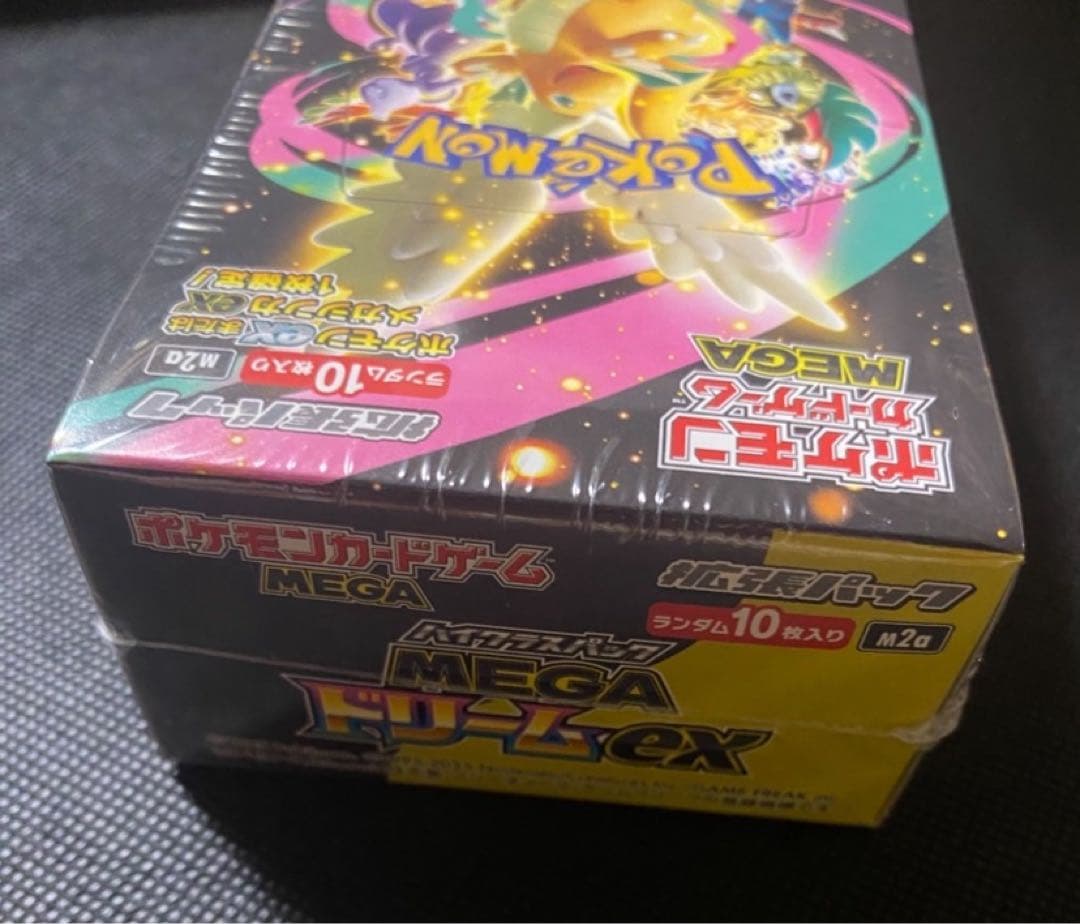 POKéMON
ポケモン
カードゲーム
MEGA
拡張パック
ランダム10枚入り
M2a
ポケモンexまたは
メガシンカex
1枚確定!
ポケモンカードゲーム
MEGA
拡張パック
ランダム10枚入り
M2a
ハイクラスパック
MEGA
ドリームex